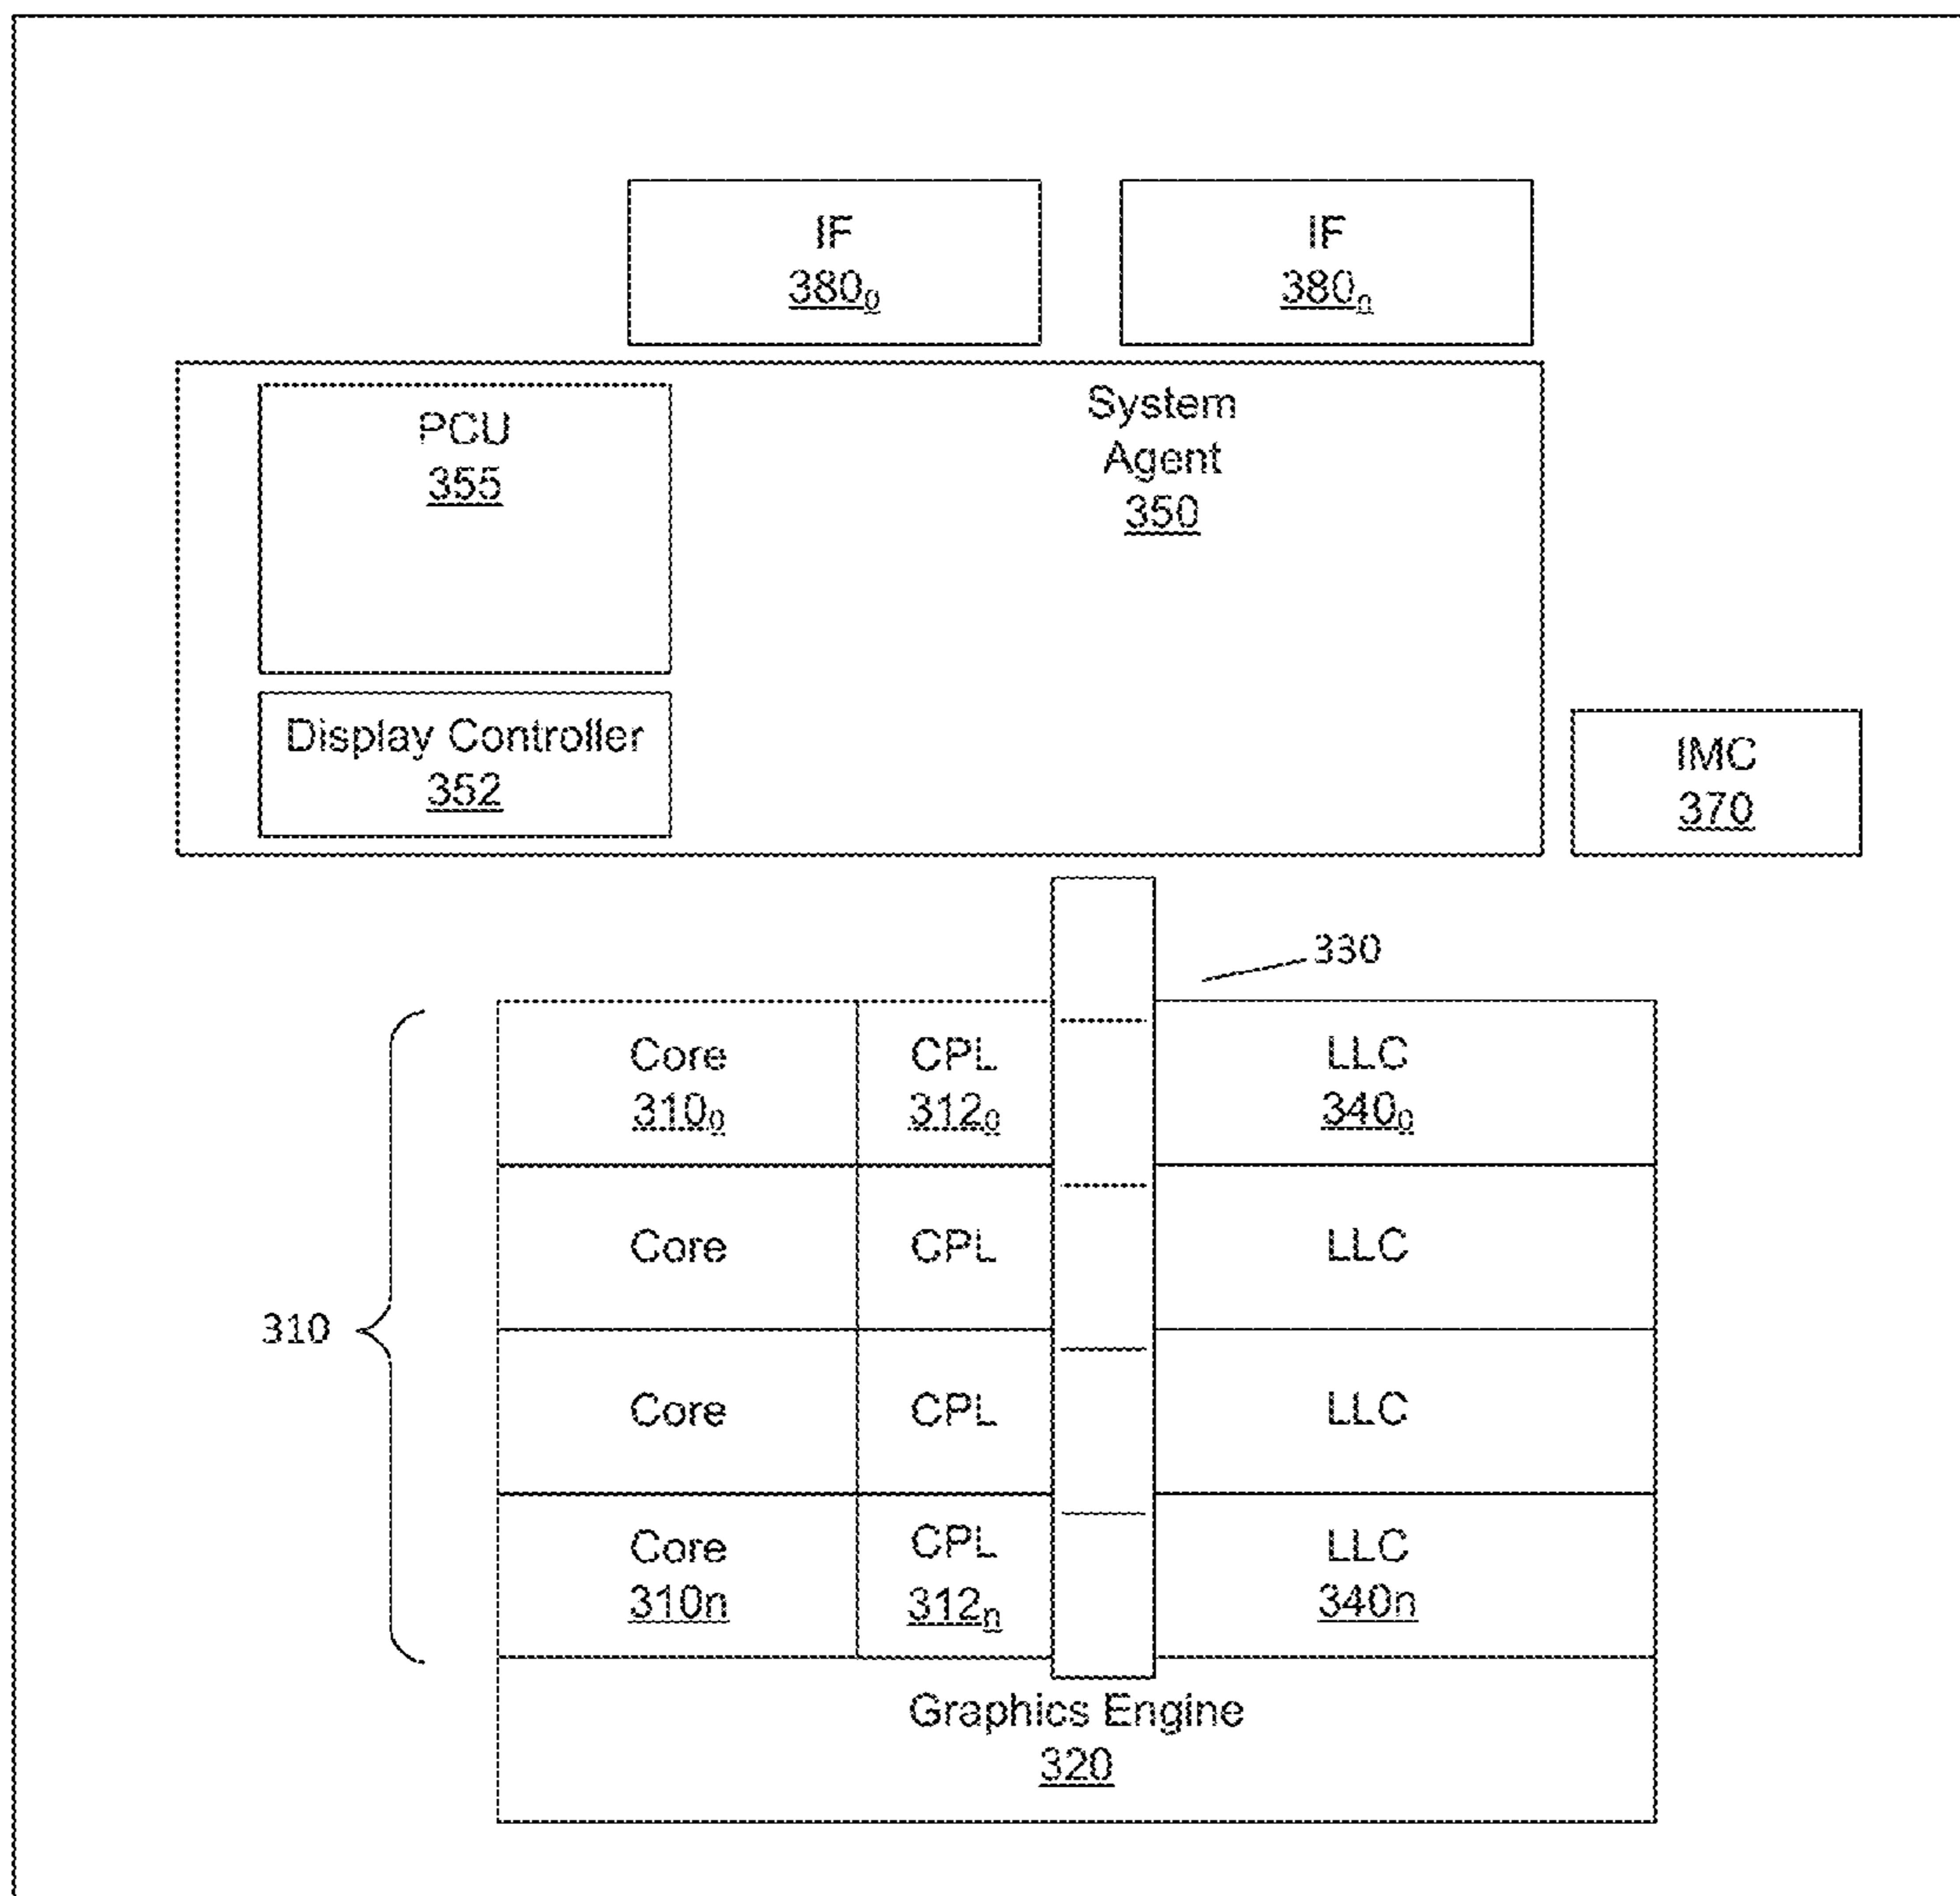 IF
380₀
IF
380ₙ
PCU
355
System
Agent
350
Display Controller
352
IMC
370
330
310
Core
310₀
CPL
312₀
LLC
340₀
Core
CPL
LLC
Core
CPL
LLC
Core
310n
CPL
312ₙ
LLC
340n
Graphics Engine
320